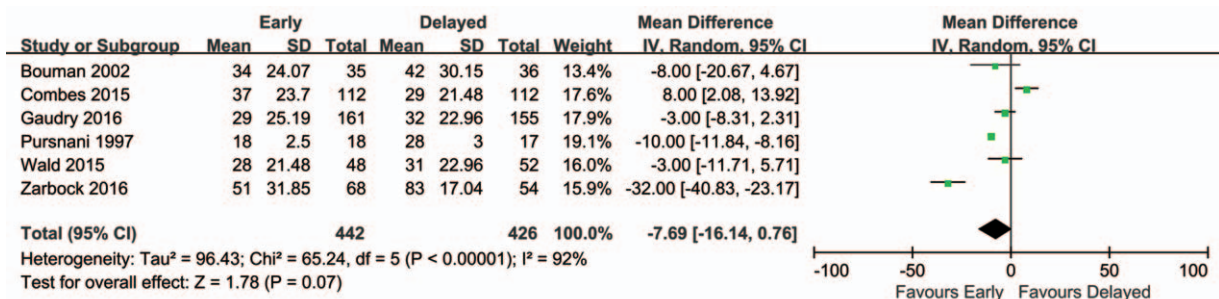 Early Delayed Mean Difference Mean Difference
Study or Subgroup Mean SD Total Mean SD Total Weight IV, Random, 95% CI IV, Random, 95% CI
Bouman 2002 34 24.07 35 42 30.15 36 13.4% -8.00 [-20.67, 4.67]
Combes 2015 37 23.7 112 29 21.48 112 17.6% 8.00 [2.08, 13.92]
Gaudry 2016 29 25.19 161 32 22.96 155 17.9% -3.00 [-8.31, 2.31]
Pursnani 1997 18 2.5 18 28 3 17 19.1% -10.00 [-11.84, -8.16]
Wald 2015 28 21.48 48 31 22.96 52 16.0% -3.00 [-11.71, 5.71]
Zarbock 2016 51 31.85 68 83 17.04 54 15.9% -32.00 [-40.83, -23.17]
Total (95% CI) 442 426 100.0% -7.69 [-16.14, 0.76]
Heterogeneity: Tau² = 96.43; Chi² = 65.24, df = 5 (P < 0.00001); I² = 92%
Test for overall effect: Z = 1.78 (P = 0.07)
-100 -50 0 50 100
Favours Early Favours Delayed